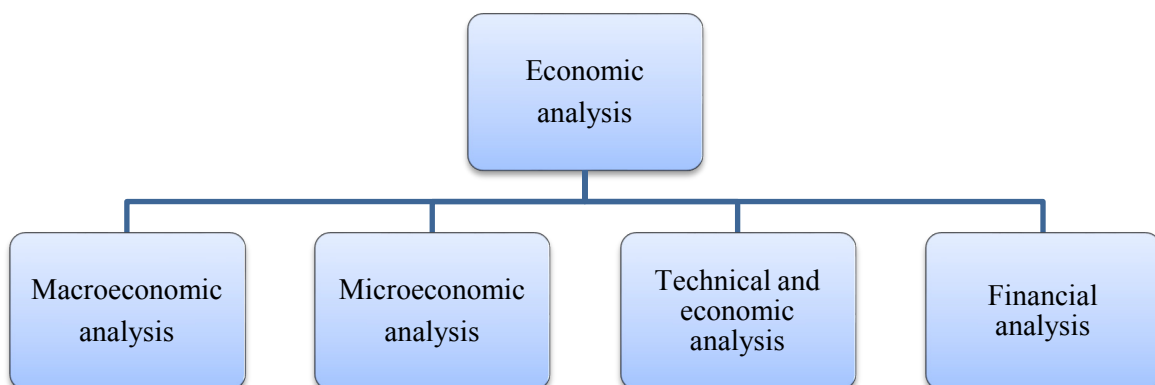 Economic
analysis
Macroeconomic
analysis
Microeconomic
analysis
Technical and
economic
analysis
Financial
analysis